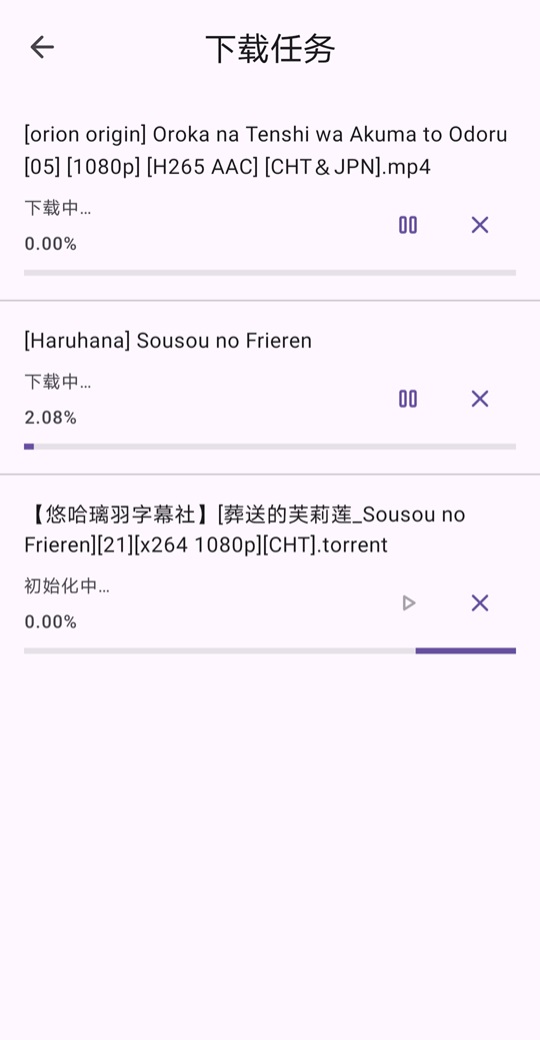 下载任务
[orion origin] Oroka na Tenshi wa Akuma to Odoru
[05] [1080p] [H265 AAC] [CHT＆JPN].mp4
下载中…
0.00%
[Haruhana] Sousou no Frieren
下载中…
2.08%
【悠哈璃羽字幕社】[葬送的芙莉莲_Sousou no
Frieren][21][x264 1080p][CHT].torrent
初始化中…
0.00%